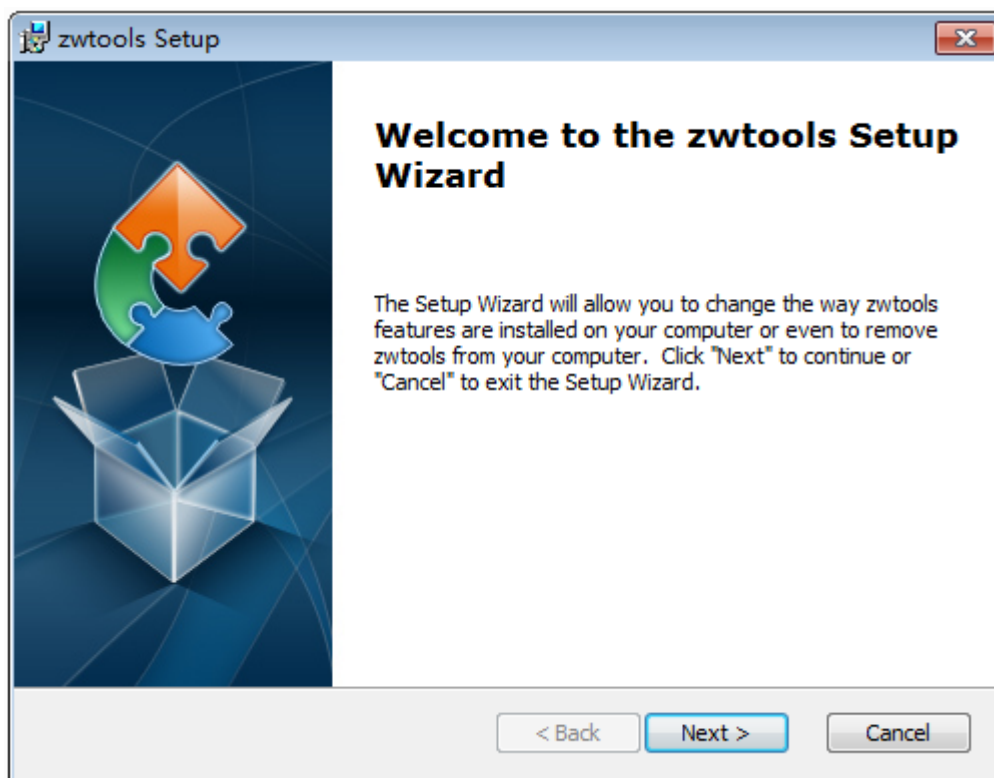 zwtools Setup
Welcome to the zwtools Setup
Wizard
The Setup Wizard will allow you to change the way zwtools
features are installed on your computer or even to remove
zwtools from your computer.  Click "Next" to continue or
"Cancel" to exit the Setup Wizard.
< Back
Next >
Cancel